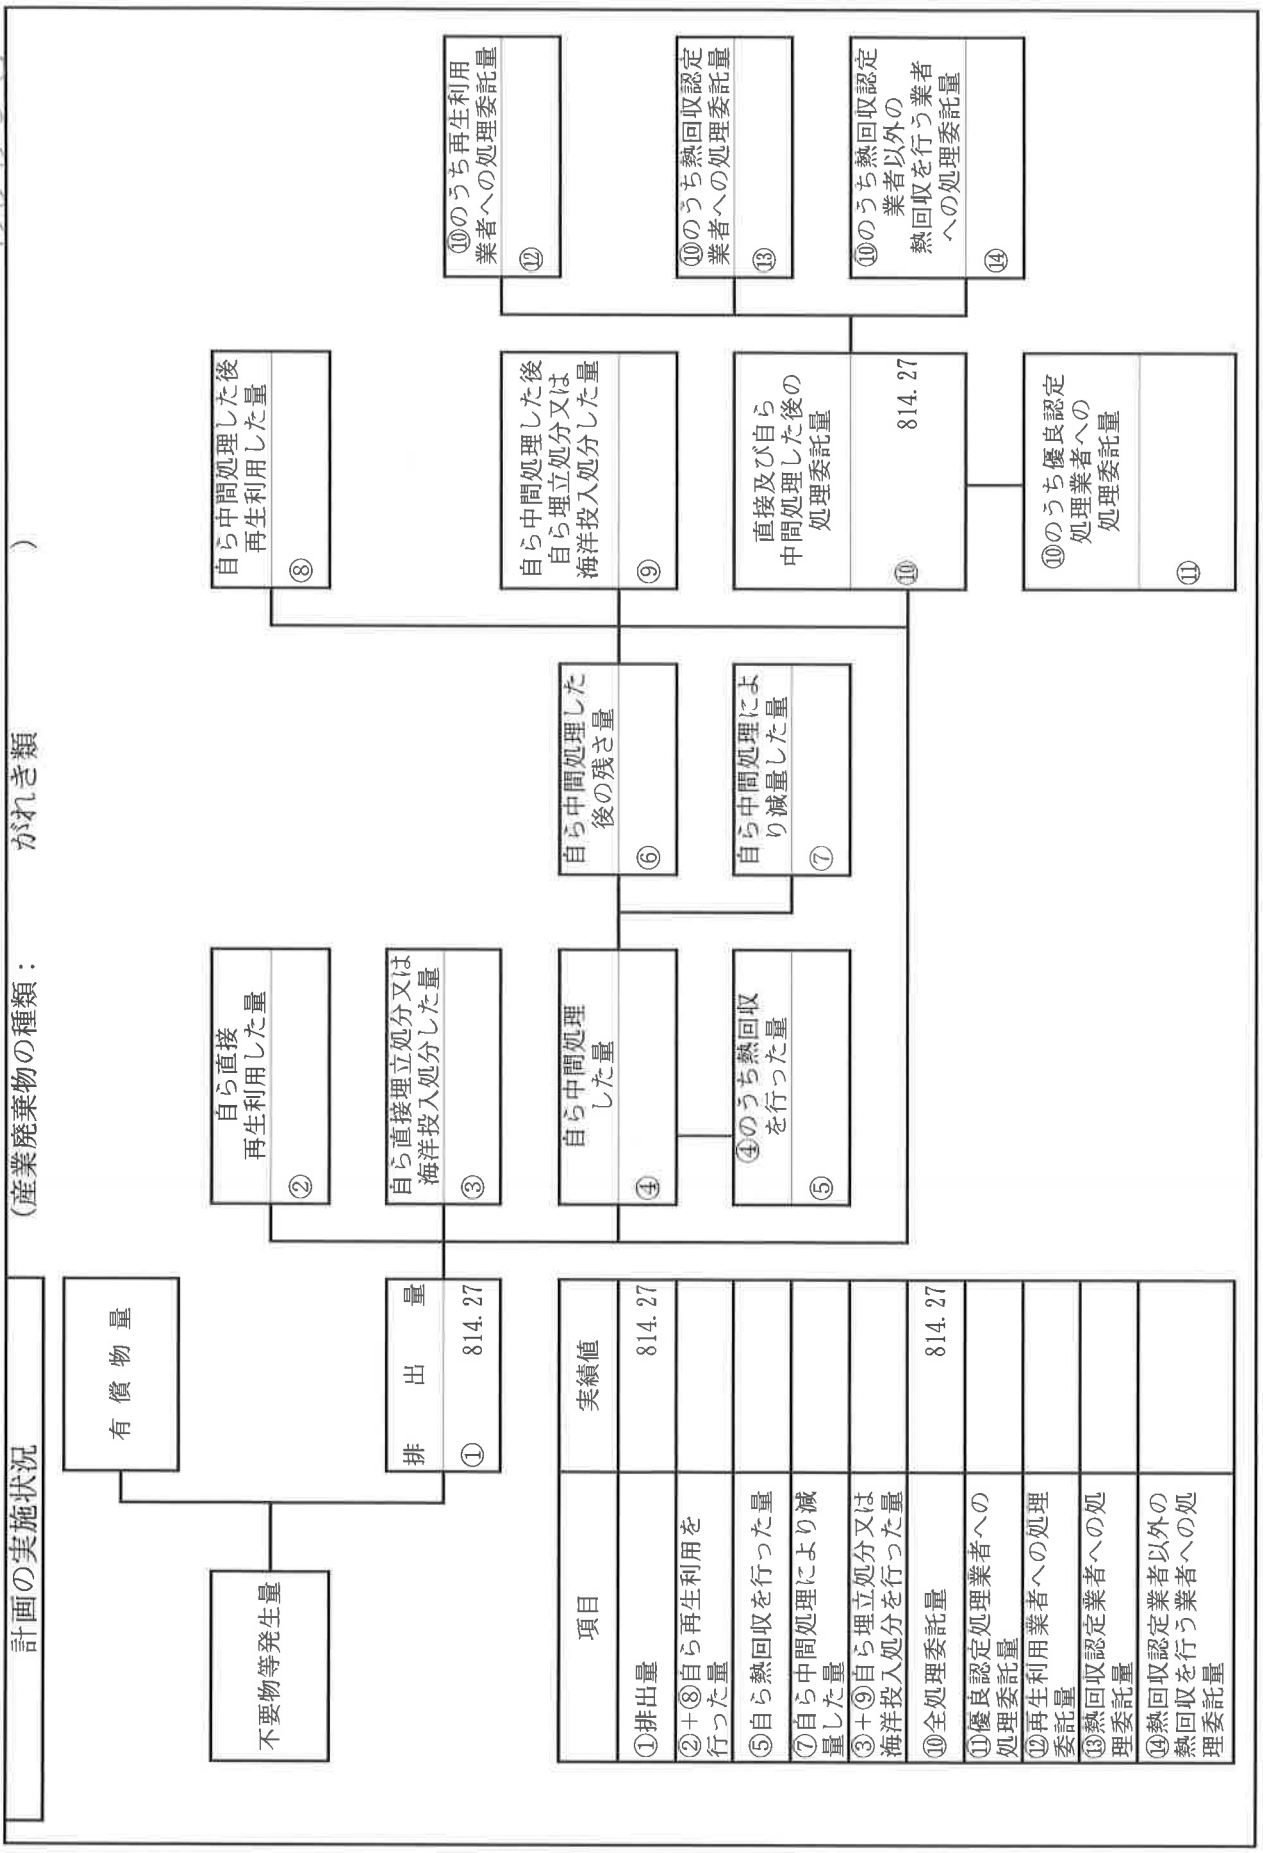 計画の実施状況
(産業廃棄物の種類：　がれき類　)
有償物量
不要物等発生量
排出量
① 814.27
自ら直接
再生利用した量
②
自ら直接埋立処分又は
海洋投入処分した量
③
自ら中間処理
した量
④
④のうち熱回収
を行った量
⑤
自ら中間処理した
後の残さ量
⑥
自ら中間処理によ
り減量した量
⑦
自ら中間処理した後
再生利用した量
⑧
自ら中間処理した後
自ら埋立処分又は
海洋投入処分した量
⑨
直接及び自ら
中間処理した後の
処理委託量
⑩ 814.27
⑩のうち優良認定
処理業者への
処理委託量
⑪
⑩のうち再生利用
業者への処理委託量
⑫
⑩のうち熱回収認定
業者への処理委託量
⑬
⑩のうち熱回収認定
業者以外の
熱回収を行う業者
への処理委託量
⑭
項目 実績値
①排出量 814.27
②+⑧自ら再生利用を
行った量
⑤自ら熱回収を行った量
⑦自ら中間処理により減
量した量
③+⑨自ら埋立処分又は
海洋投入処分を行った量
⑩全処理委託量 814.27
⑪優良認定処理業者への
処理委託量
⑫再生利用業者への処理
委託量
⑬熱回収認定業者への処
理委託量
⑭熱回収認定業者以外の
熱回収を行う業者への処
理委託量